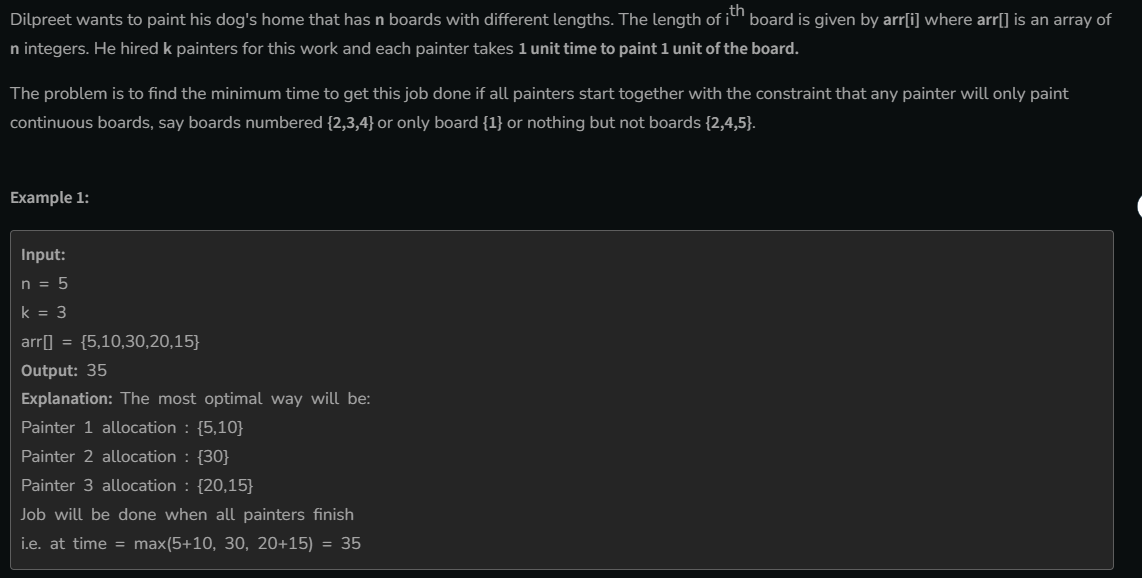 Dilpreet wants to paint his dog's home that has n boards with different lengths. The length of ith board is given by arr[i] where arr[] is an array of
n integers. He hired k painters for this work and each painter takes 1 unit time to paint 1 unit of the board.
The problem is to find the minimum time to get this job done if all painters start together with the constraint that any painter will only paint
continuous boards, say boards numbered {2,3,4} or only board {1} or nothing but not boards {2,4,5}.
Example 1:
Input:
n = 5
k = 3
arr[] = {5,10,30,20,15}
Output: 35
Explanation: The most optimal way will be:
Painter 1 allocation : {5,10}
Painter 2 allocation : {30}
Painter 3 allocation : {20,15}
Job will be done when all painters finish
i.e. at time = max(5+10, 30, 20+15) = 35